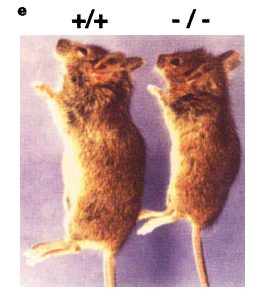 e
+/+ - / -